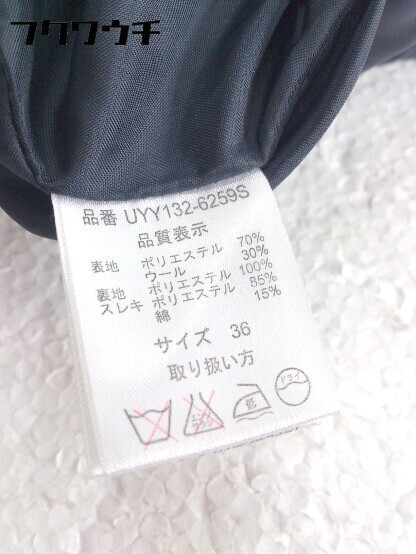 フクワウチ
品番 UYY132-6259S
品質表示
表地 ポリエステル 70%
ウール 30%
裏地 ポリエステル 100%
スレキ ポリエステル 85%
綿 15%
サイズ 36
取り扱い方
低 ドライ